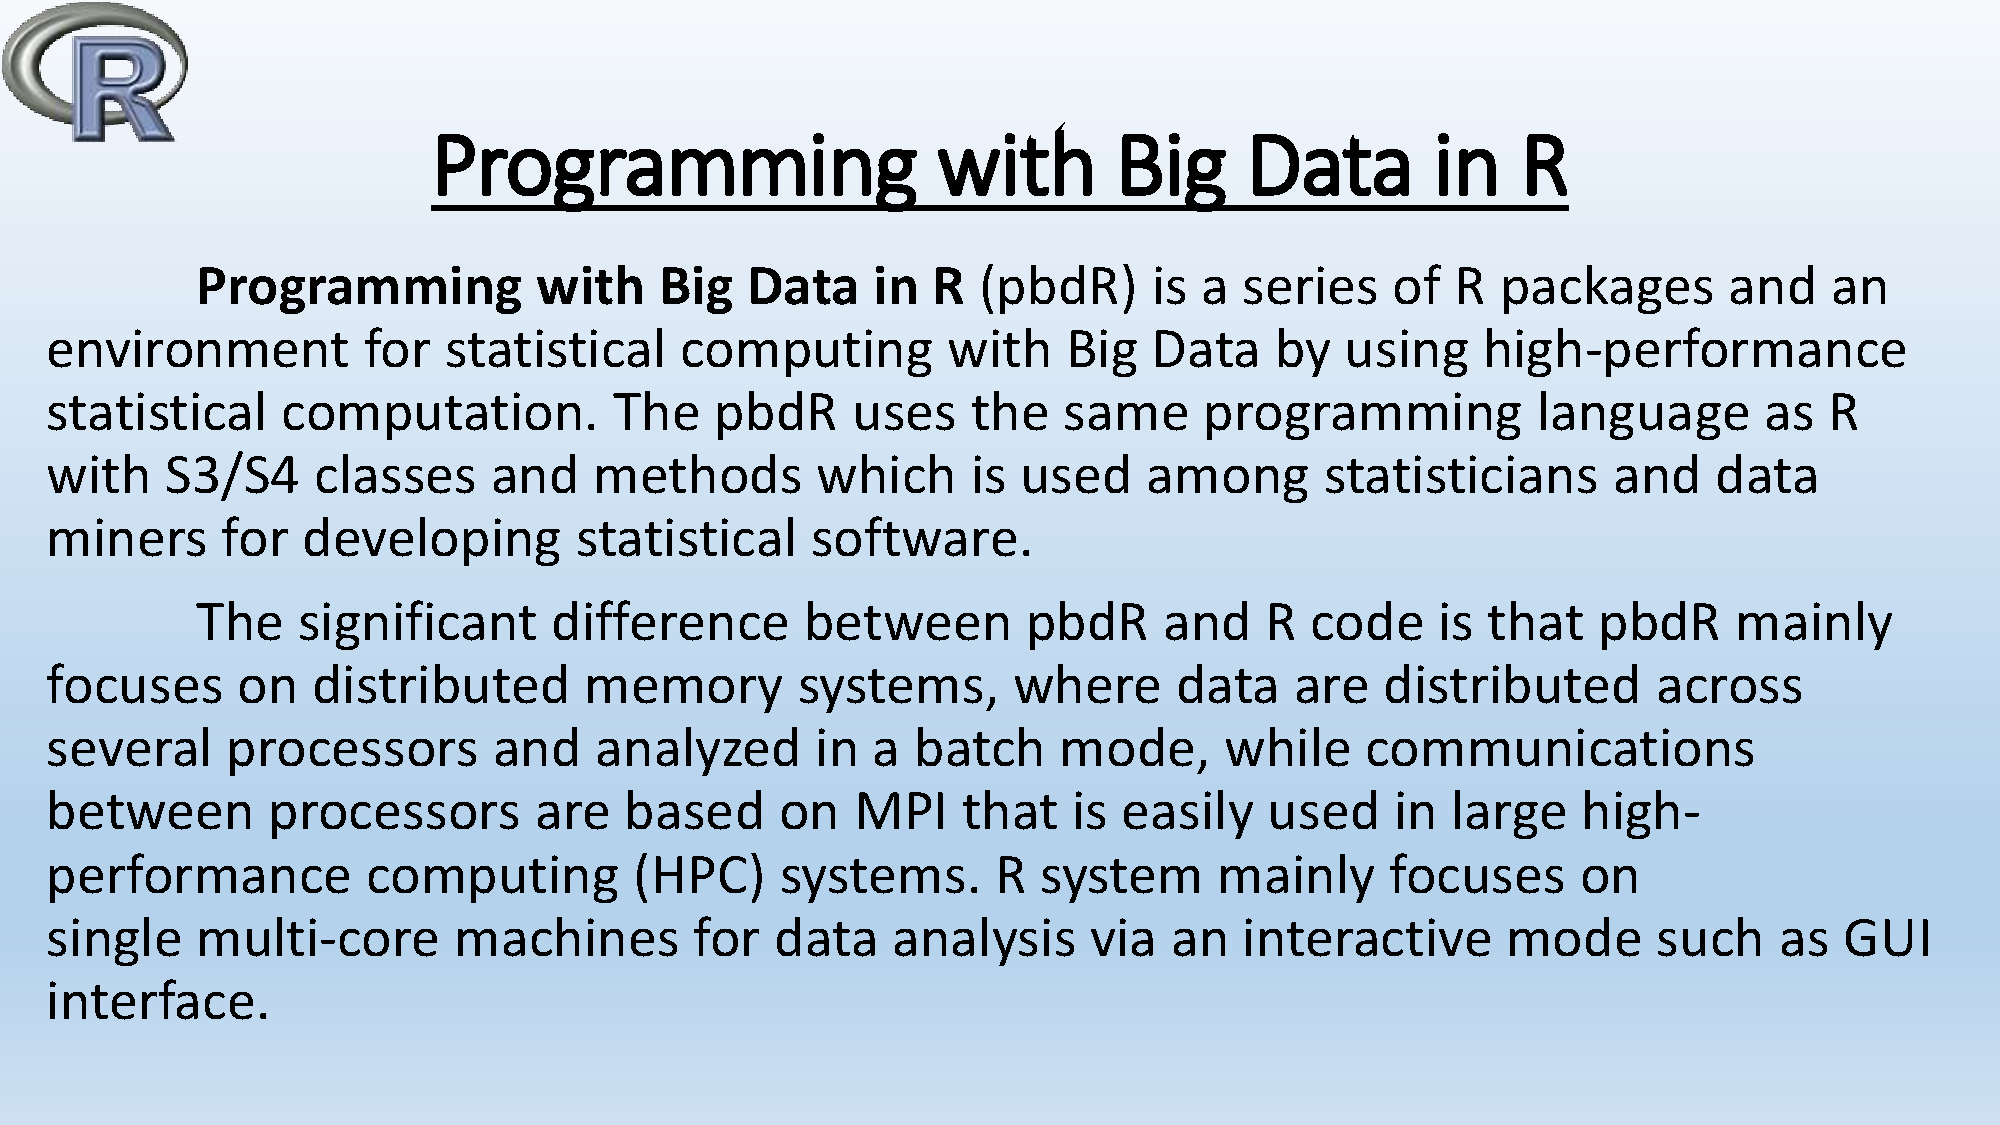 R
Programming with Big Data in R
Programming with Big Data in R (pbdR) is a series of R packages and an
environment for statistical computing with Big Data by using high-performance
statistical computation. The pbdR uses the same programming language as R
with S3/S4 classes and methods which is used among statisticians and data
miners for developing statistical software.
The significant difference between pbdR and R code is that pbdR mainly
focuses on distributed memory systems, where data are distributed across
several processors and analyzed in a batch mode, while communications
between processors are based on MPI that is easily used in large high-
performance computing (HPC) systems. R system mainly focuses on
single multi-core machines for data analysis via an interactive mode such as GUI
interface.